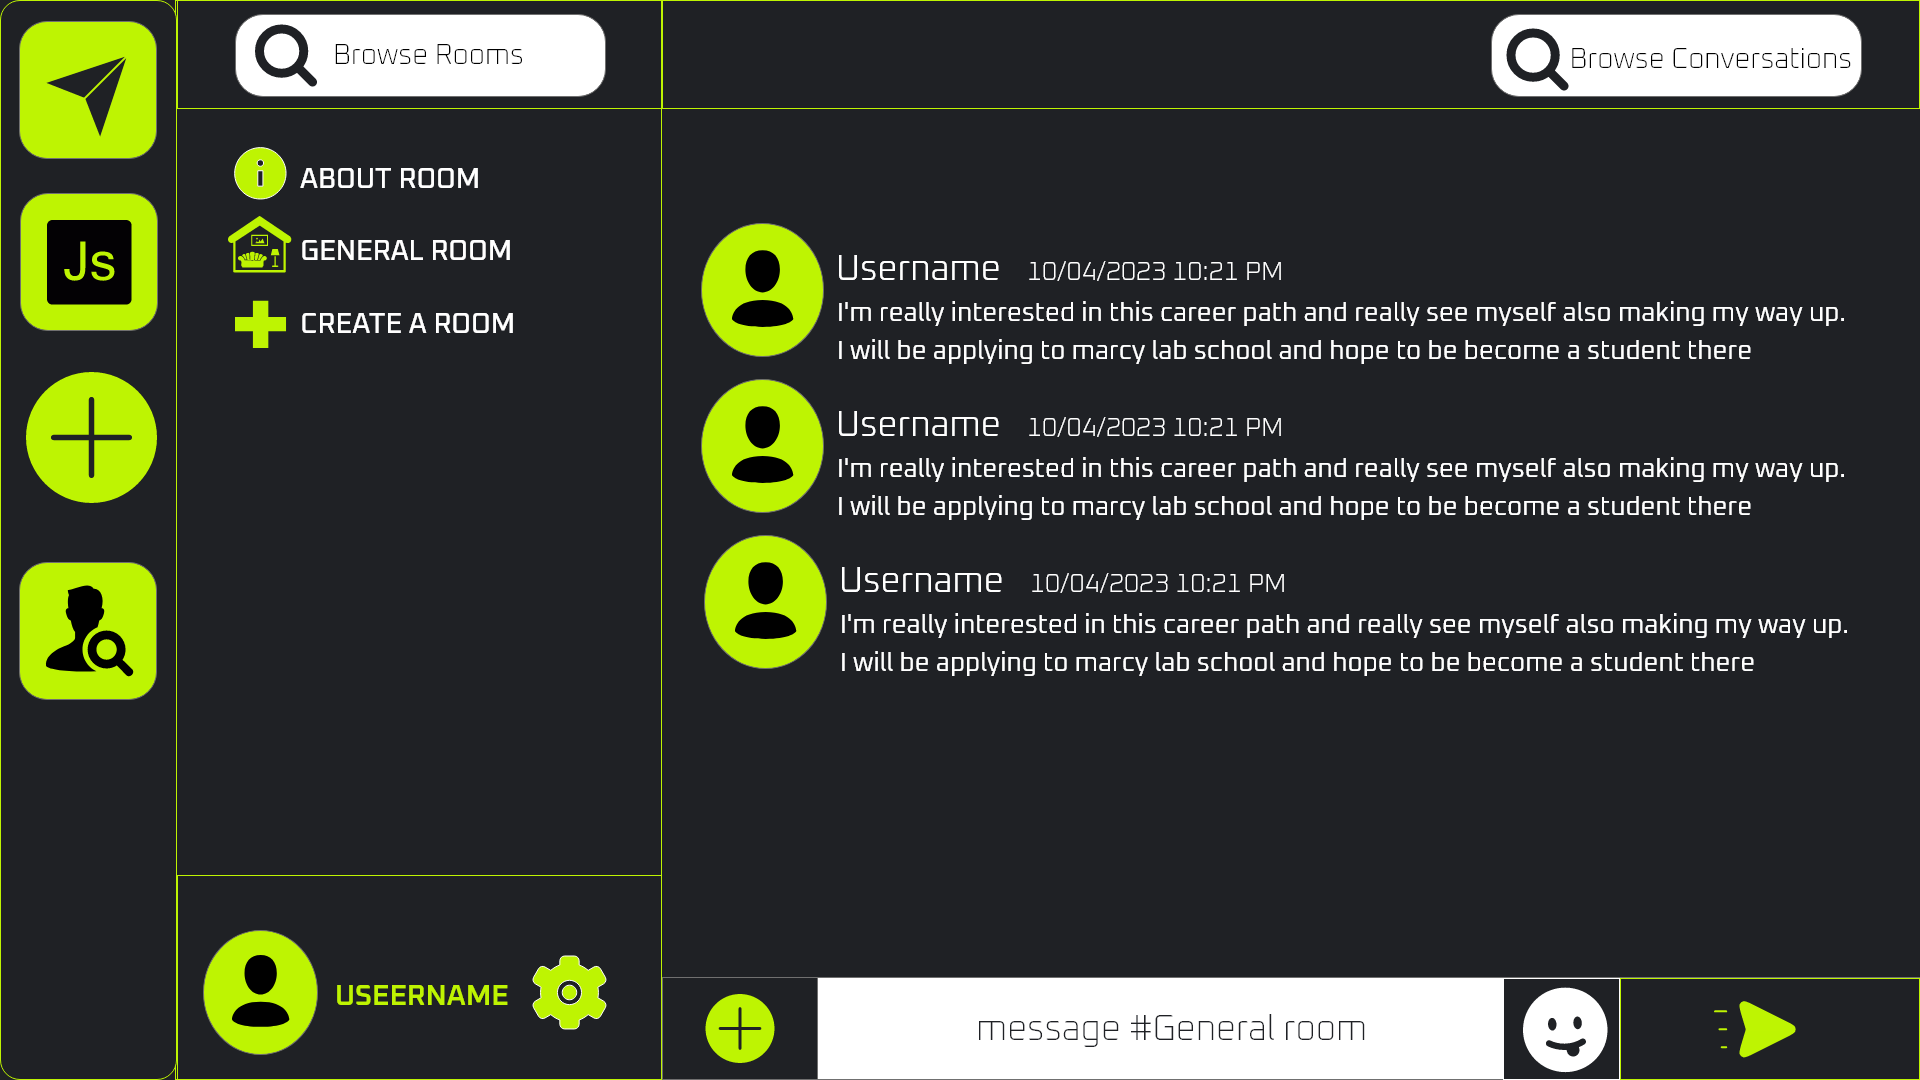 Browse Rooms
Browse Conversations
Js
ABOUT ROOM
GENERAL ROOM
CREATE A ROOM
Username 10/04/2023 10:21 PM
I'm really interested in this career path and really see myself also making my way up.
I will be applying to marcy lab school and hope to be become a student there
Username 10/04/2023 10:21 PM
I'm really interested in this career path and really see myself also making my way up.
I will be applying to marcy lab school and hope to be become a student there
Username 10/04/2023 10:21 PM
I'm really interested in this career path and really see myself also making my way up.
I will be applying to marcy lab school and hope to be become a student there
USEERNAME
message #General room